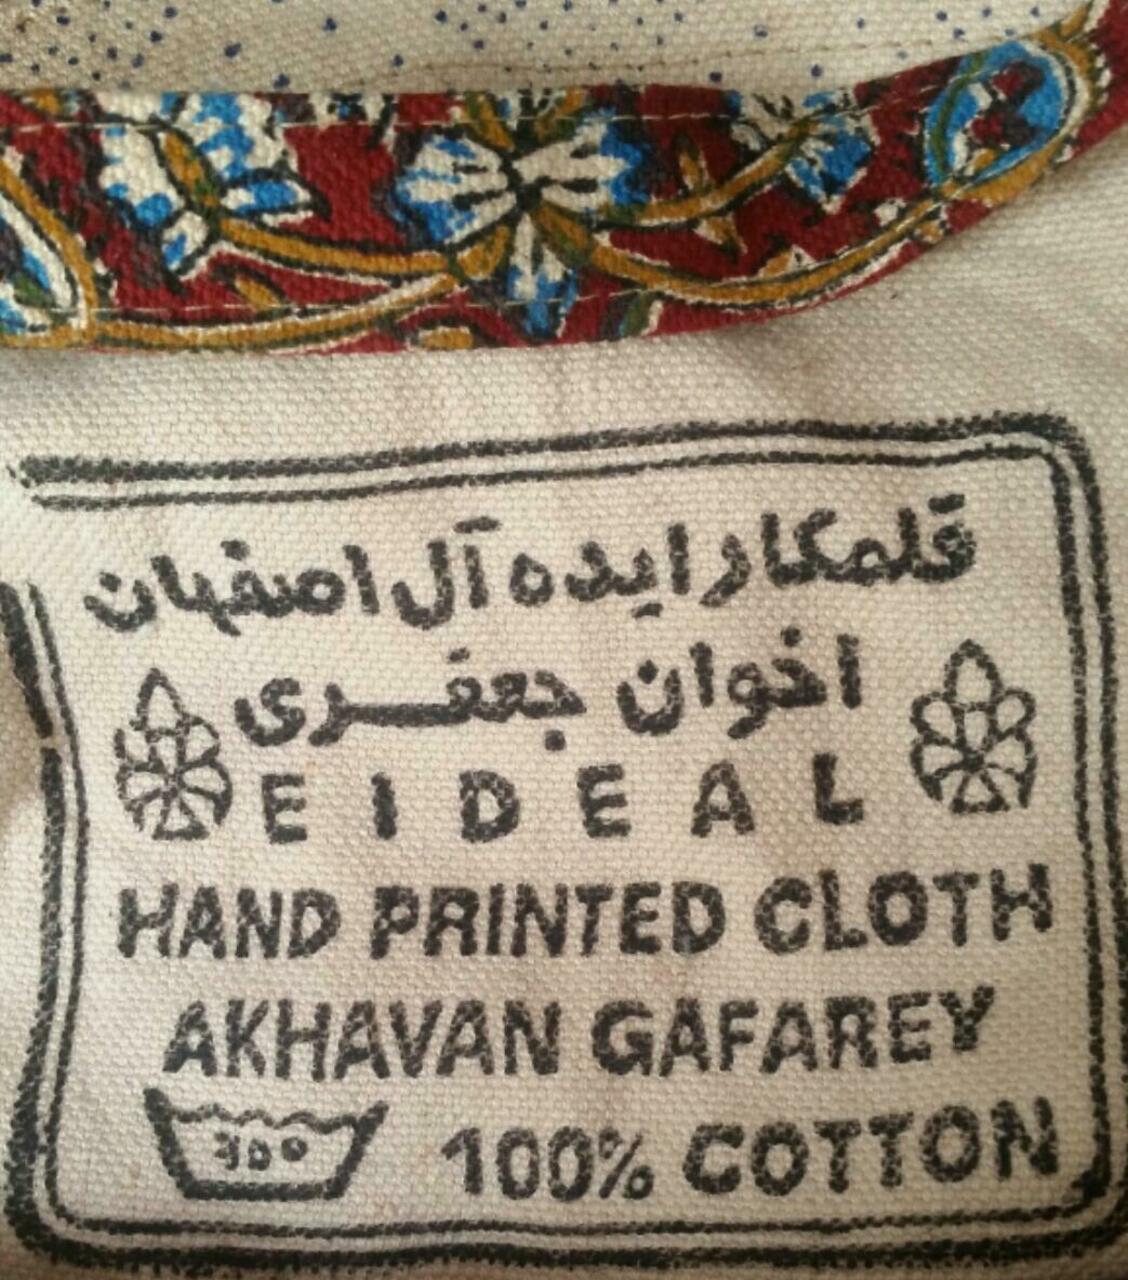 قلمکار ایده آل اصفهان
اخوان جعفری
EIDEAL
HAND PRINTED CLOTH
AKHAVAN GAFAREY
100% COTTON